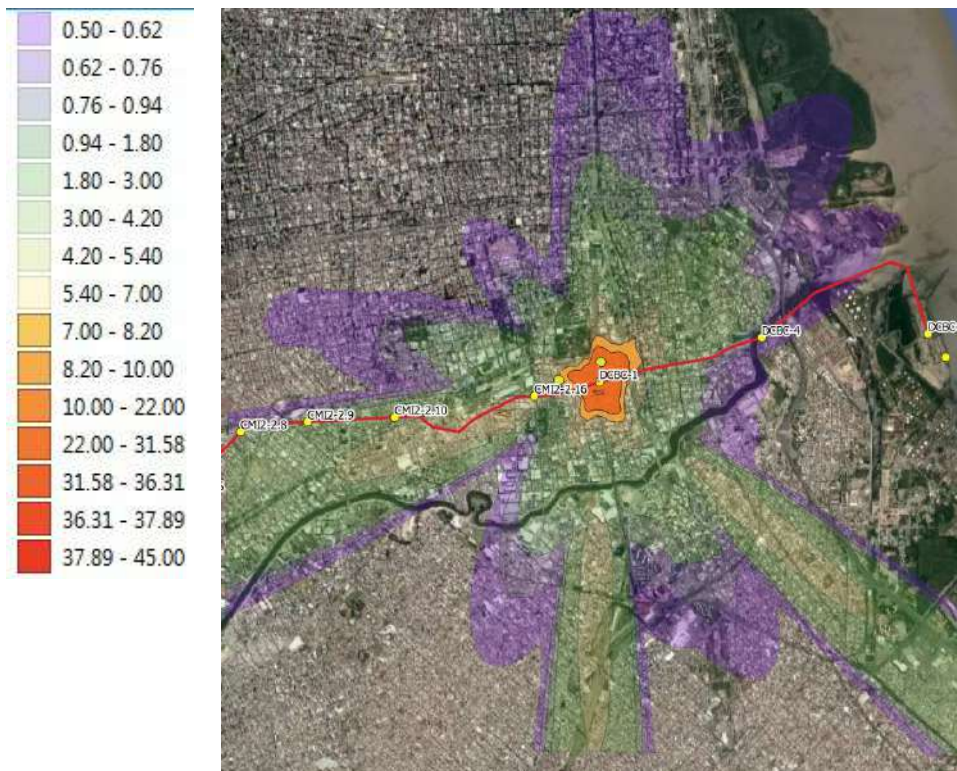 0.50 - 0.62
0.62 - 0.76
0.76 - 0.94
0.94 - 1.80
1.80 - 3.00
3.00 - 4.20
4.20 - 5.40
5.40 - 7.00
7.00 - 8.20
8.20 - 10.00
10.00 - 22.00
22.00 - 31.58
31.58 - 36.31
36.31 - 37.89
37.89 - 45.00
DCBC-4
DCBC
DCBC-1
CMI2-2.16
CMI2-2.10
CMI2-2.9
CMI2-2.8